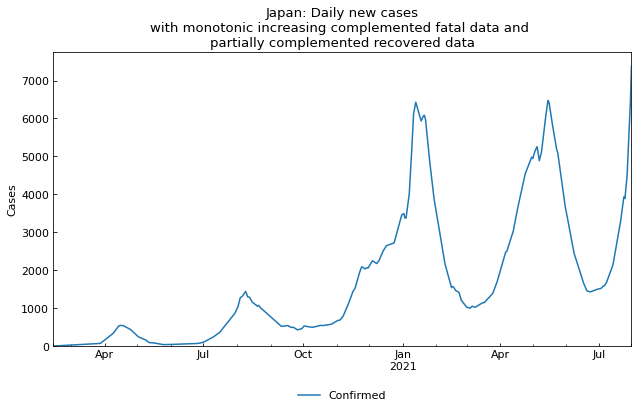 Japan: Daily new cases
with monotonic increasing complemented fatal data and
partially complemented recovered data
7000
6000
5000
4000
3000
2000
1000
0
Cases
Apr
Jul
Oct
Jan
2021
Apr
Jul
Confirmed